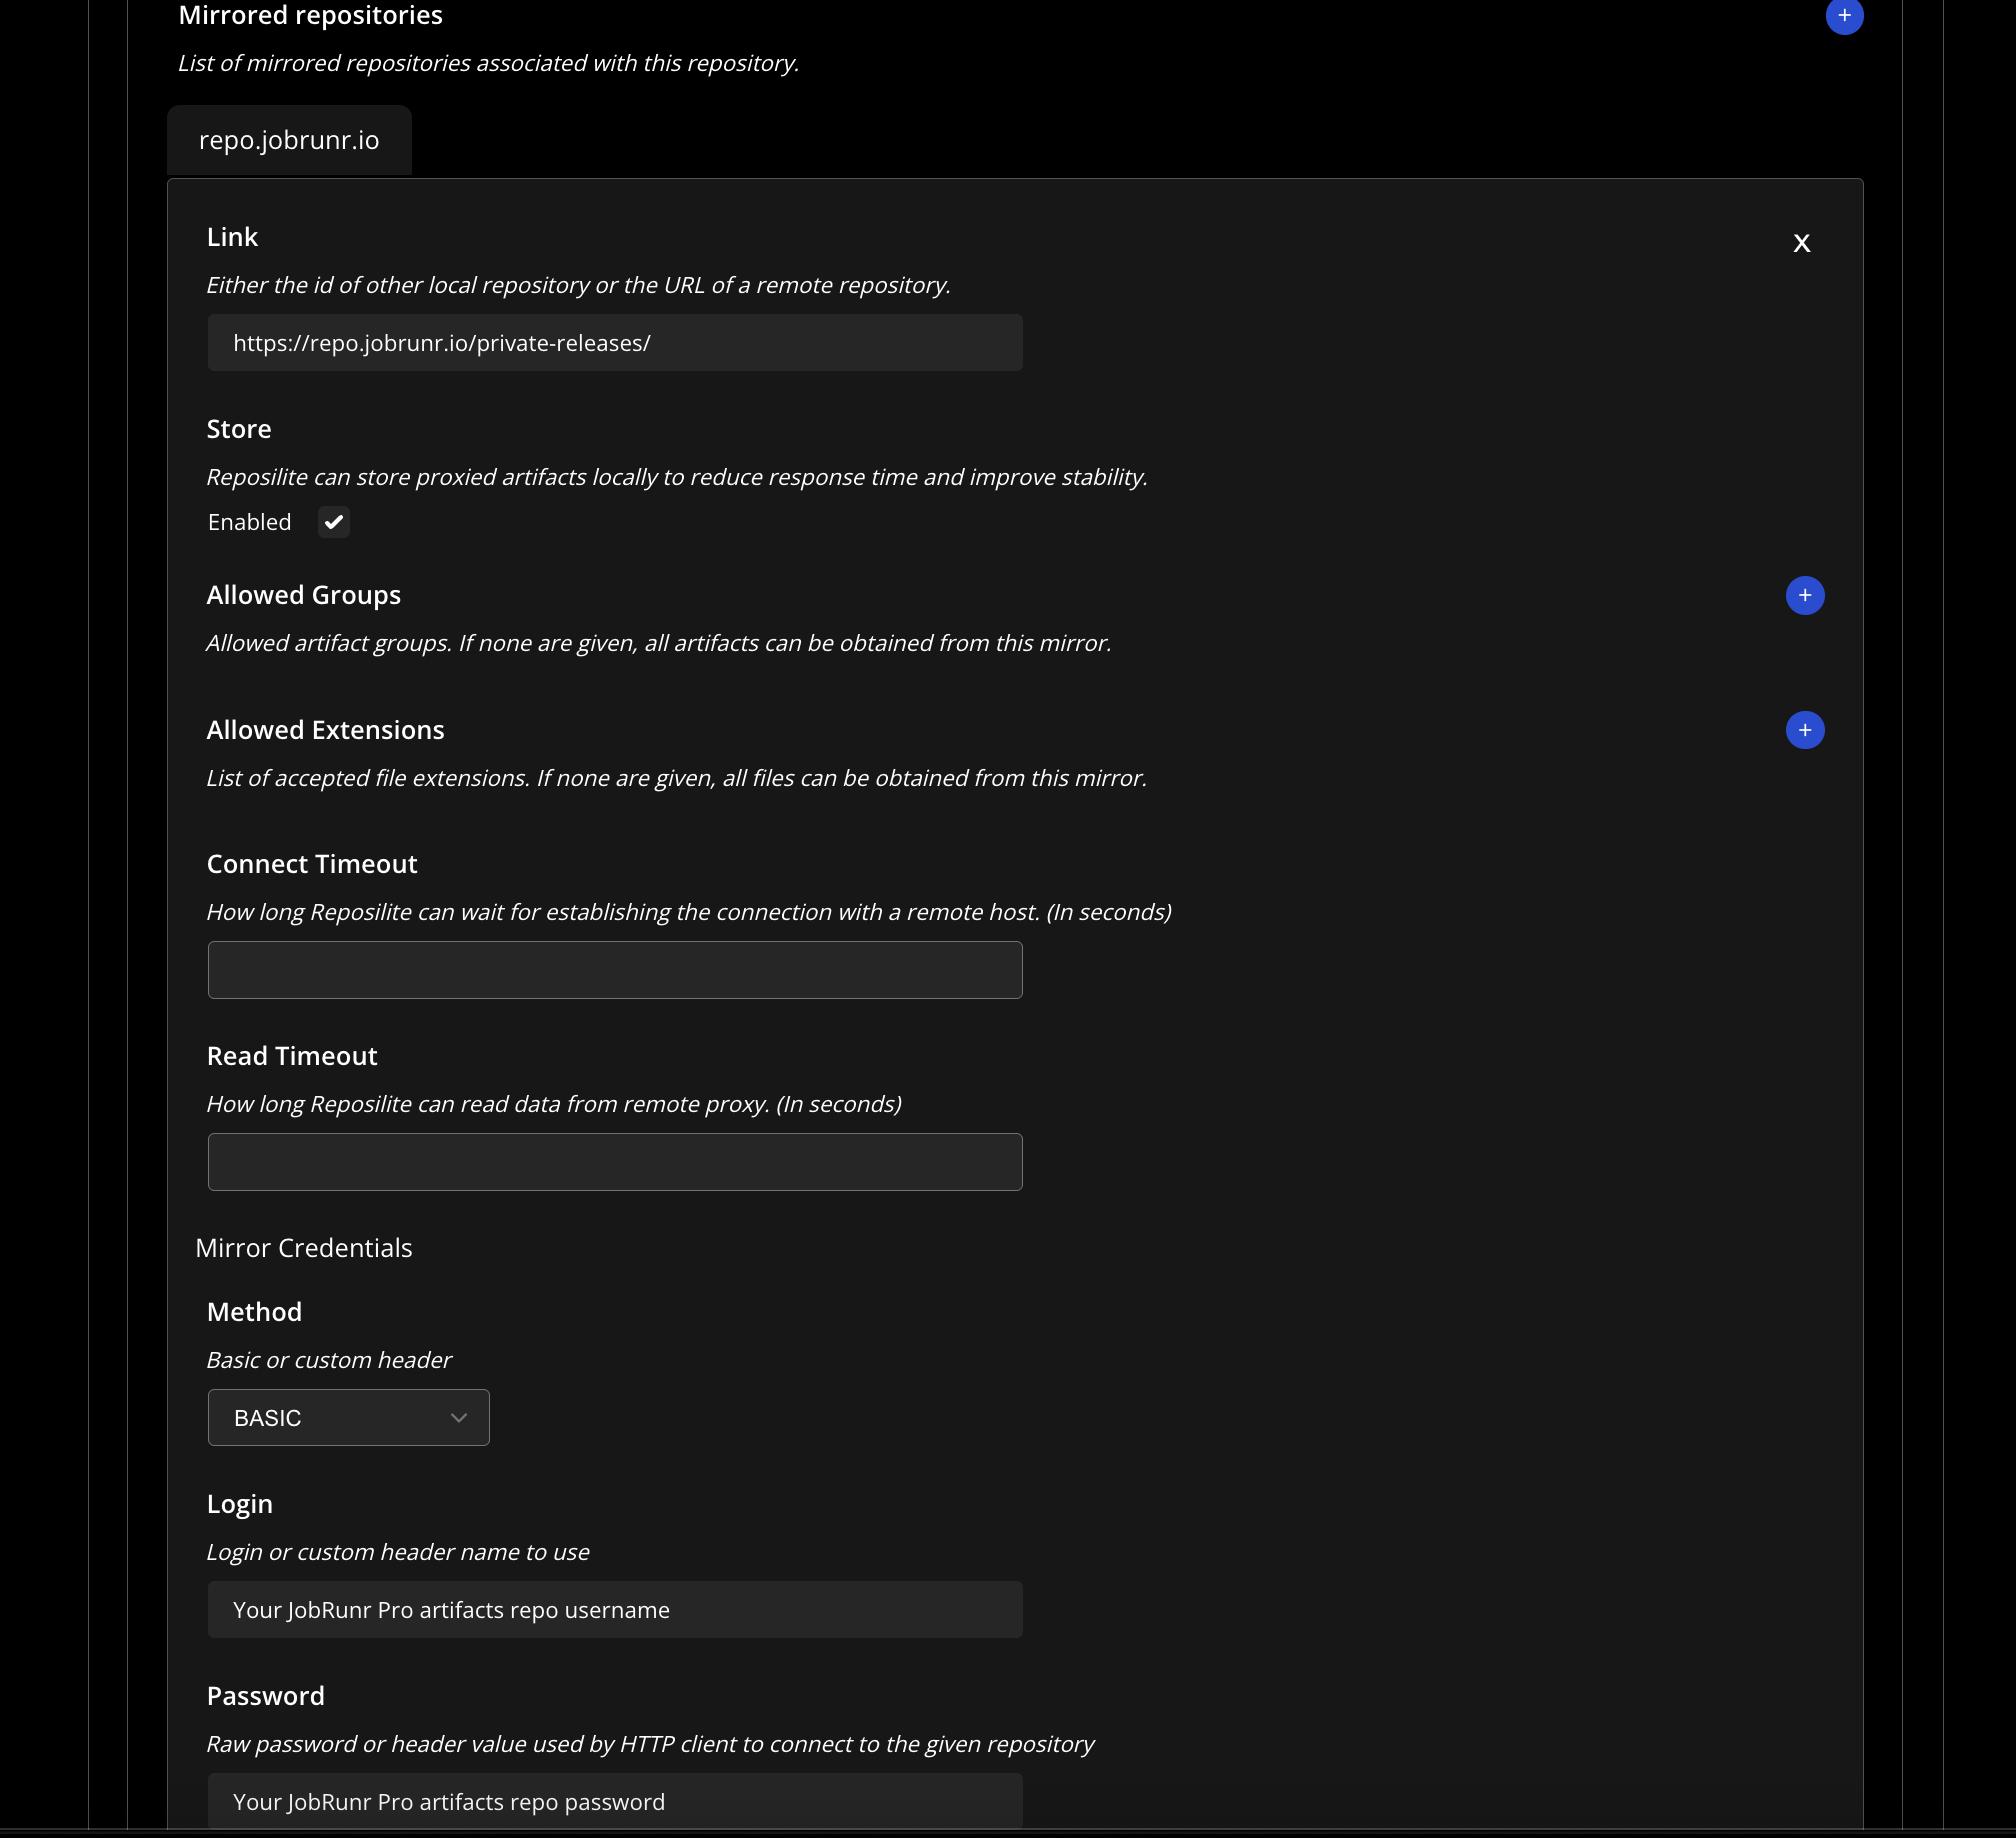 Mirrored repositories
+
List of mirrored repositories associated with this repository.
repo.jobrunr.io
Link
x
Either the id of other local repository or the URL of a remote repository.
https://repo.jobrunr.io/private-releases/
Store
Reposilite can store proxied artifacts locally to reduce response time and improve stability.
Enabled
Allowed Groups
+
Allowed artifact groups. If none are given, all artifacts can be obtained from this mirror.
Allowed Extensions
+
List of accepted file extensions. If none are given, all files can be obtained from this mirror.
Connect Timeout
How long Reposilite can wait for establishing the connection with a remote host. (In seconds)
Read Timeout
How long Reposilite can read data from remote proxy. (In seconds)
Mirror Credentials
Method
Basic or custom header
BASIC
Login
Login or custom header name to use
Your JobRunr Pro artifacts repo username
Password
Raw password or header value used by HTTP client to connect to the given repository
Your JobRunr Pro artifacts repo password